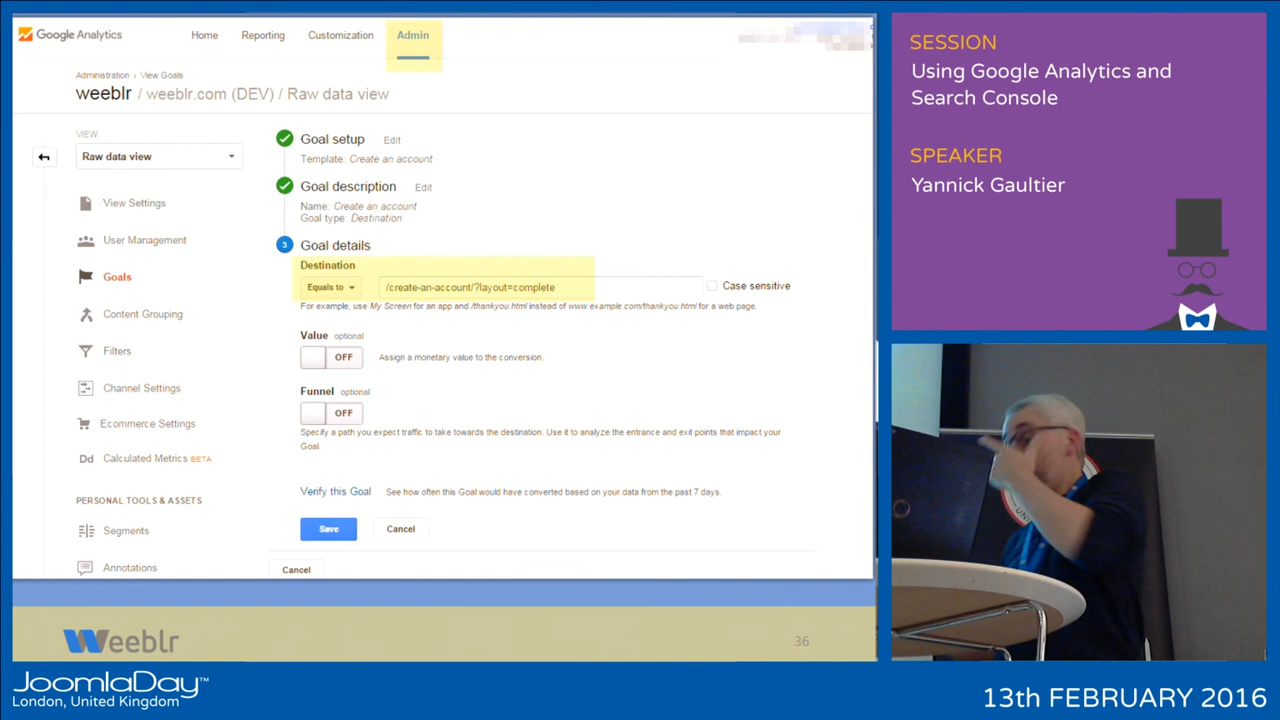 Google Analytics
Home
Reporting
Customization
Admin
Administration › View Goals
weeblr / weeblr.com (DEV) / Raw data view
VIEW
Raw data view
View Settings
User Management
Goals
Content Grouping
Filters
Channel Settings
Ecommerce Settings
Dd Calculated Metrics BETA
PERSONAL TOOLS & ASSETS
Segments
Annotations
Goal setup Edit
Template: Create an account
Goal description Edit
Name: Create an account
Goal type: Destination
3 Goal details
Destination
Equals to /create-an-account/?layout=complete Case sensitive
For example, use My Screen for an app and /thankyou.html instead of www.example.com/thankyou.html for a web page.
Value optional
OFF Assign a monetary value to the conversion.
Funnel optional
OFF
Specify a path you expect traffic to take towards the destination. Use it to analyze the entrance and exit points that impact your
Goal.
Verify this Goal See how often this Goal would have converted based on your data from the past 7 days.
Save Cancel
Cancel
Weeblr
36
SESSION
Using Google Analytics and
Search Console
SPEAKER
Yannick Gaultier
JoomlaDay™
London, United Kingdom
13th FEBRUARY 2016